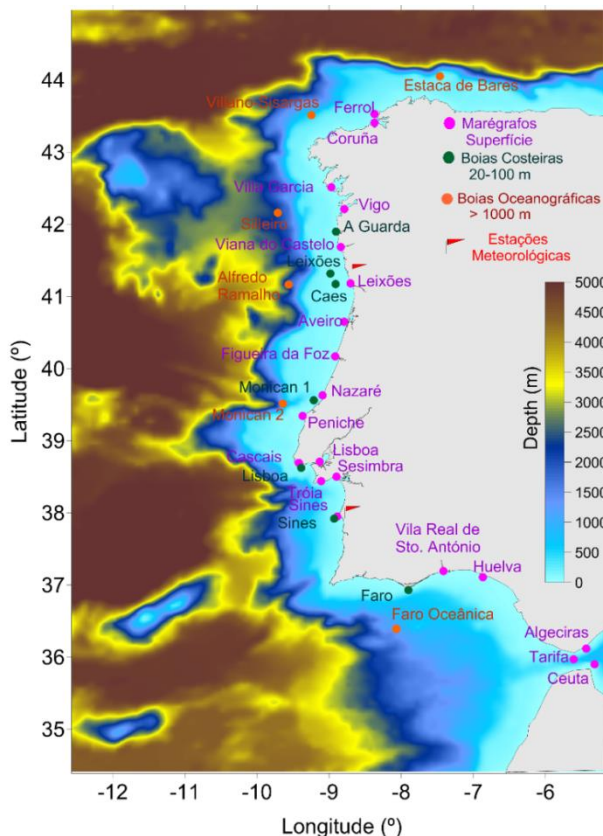 44
43
42
41
40
39
38
37
36
35
Latitude (º)
-12
-11
-10
-9
-8
-7
-6
Longitude (º)
Estaca de Bares
Villano Sisargas
Ferrol
Coruña
Marégrafos
Superfície
Boias Costeiras
20-100 m
Boias Oceanográficas
> 1000 m
Estações
Meteorológicas
Villa Garcia
Vigo
Silleiro
A Guarda
Viana do Castelo
Leixões
Alfredo
Ramalho
Leixões
Caes
Aveiro
Figueira da Foz
Monican 1
Nazaré
Monican 2
Peniche
Cascais
Lisboa
Lisboa
Sesimbra
Tróia
Sines
Sines
Vila Real de
Sto. António
Huelva
Faro
Faro Oceânica
Algeciras
Tarifa
Ceuta
Depth (m)
5000
4500
4000
3500
3000
2500
2000
1500
1000
500
0